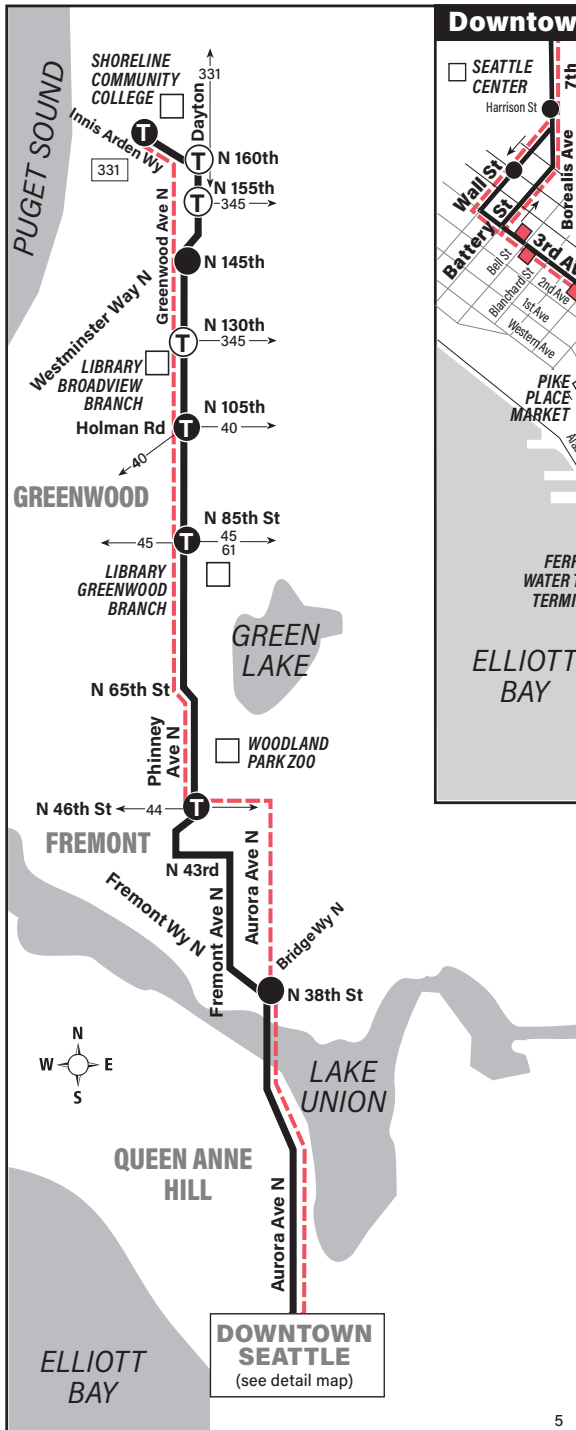 PUGET SOUND
SHORELINE
COMMUNITY
COLLEGE
331
Dayton
T
Innis Arden Wy
331
T
N 160th
N 155th
T
345
Greenwood Ave N
N 145th
Westminster Way N
N 130th
T
345
LIBRARY
BROADVIEW
BRANCH
N 105th
Holman Rd
T
40
40
GREENWOOD
N 85th St
45
T
45
61
LIBRARY
GREENWOOD
BRANCH
GREEN
LAKE
N 65th St
Phinney
Ave N
WOODLAND
PARK ZOO
N 46th St
44
T
FREMONT
N 43rd
Aurora Ave N
Fremont Wy N
Fremont Ave N
Bridge Wy N
N 38th St
N
W
E
S
LAKE
UNION
QUEEN ANNE
HILL
Aurora Ave N
DOWNTOWN
SEATTLE
(see detail map)
ELLIOTT
BAY
Downtow
SEATTLE
CENTER
7th
Harrison St
Borealis Ave
Wall St
Battery St
3rd Av
Bell St
Blanchard St
2nd Ave
1st Ave
Western Ave
PIKE
PLACE
MARKET
FERR
WATER T
TERMI
ELLIOTT
BAY
5